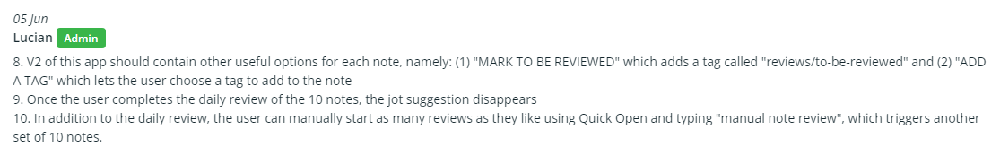 05 Jun
Lucian Admin
8. V2 of this app should contain other useful options for each note, namely: (1) "MARK TO BE REVIEWED" which adds a tag called "reviews/to-be-reviewed" and (2) "ADD
A TAG" which lets the user choose a tag to add to the note
9. Once the user completes the daily review of the 10 notes, the jot suggestion disappears
10. In addition to the daily review, the user can manually start as many reviews as they like using Quick Open and typing "manual note review", which triggers another
set of 10 notes.